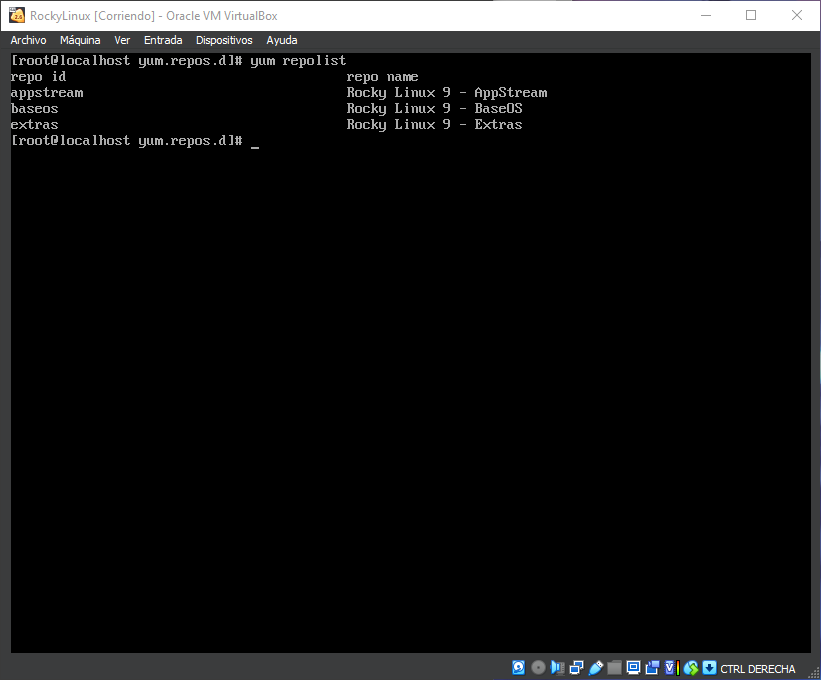 RockyLinux [Corriendo] - Oracle VM VirtualBox
Archivo Máquina Ver Entrada Dispositivos Ayuda
[root@localhost yum.repos.d]# yum repolist
repo id repo name
appstream Rocky Linux 9 - AppStream
baseos Rocky Linux 9 - BaseOS
extras Rocky Linux 9 - Extras
[root@localhost yum.repos.d]# _
CTRL DERECHA